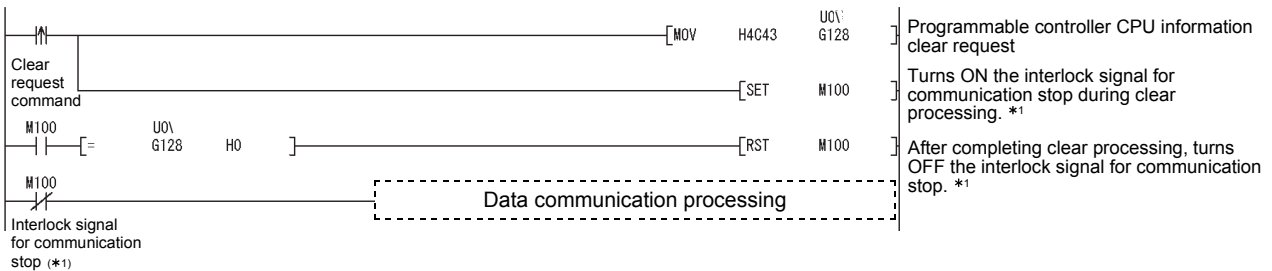 [MOV H4C43 U0\ G128 ]
Programmable controller CPU information
clear request
Clear
request
command
[SET M100 ]
Turns ON the interlock signal for
communication stop during clear
processing. *1
M100
[= U0\ G128 H0 ]
[RST M100 ]
After completing clear processing, turns
OFF the interlock signal for communication
stop. *1
M100
Data communication processing
Interlock signal
for communication
stop (*1)